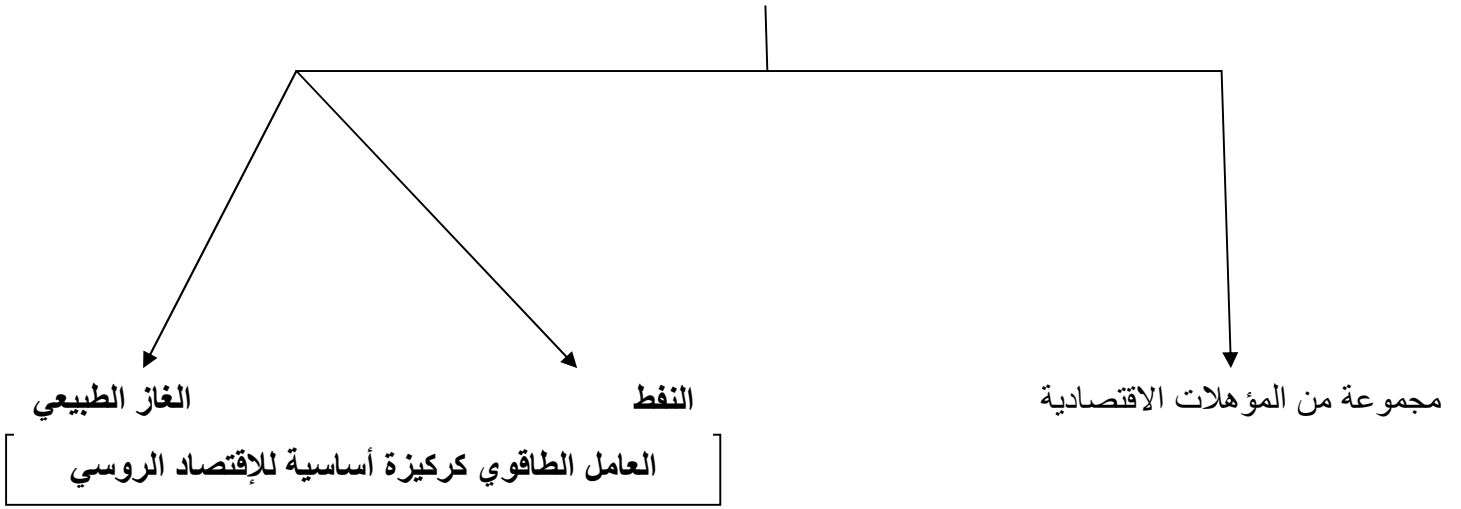 مجموعة من المؤهلات الاقتصادية
النفط
الغاز الطبيعي
العامل الطاقوي كركيزة أساسية للإقتصاد الروسي